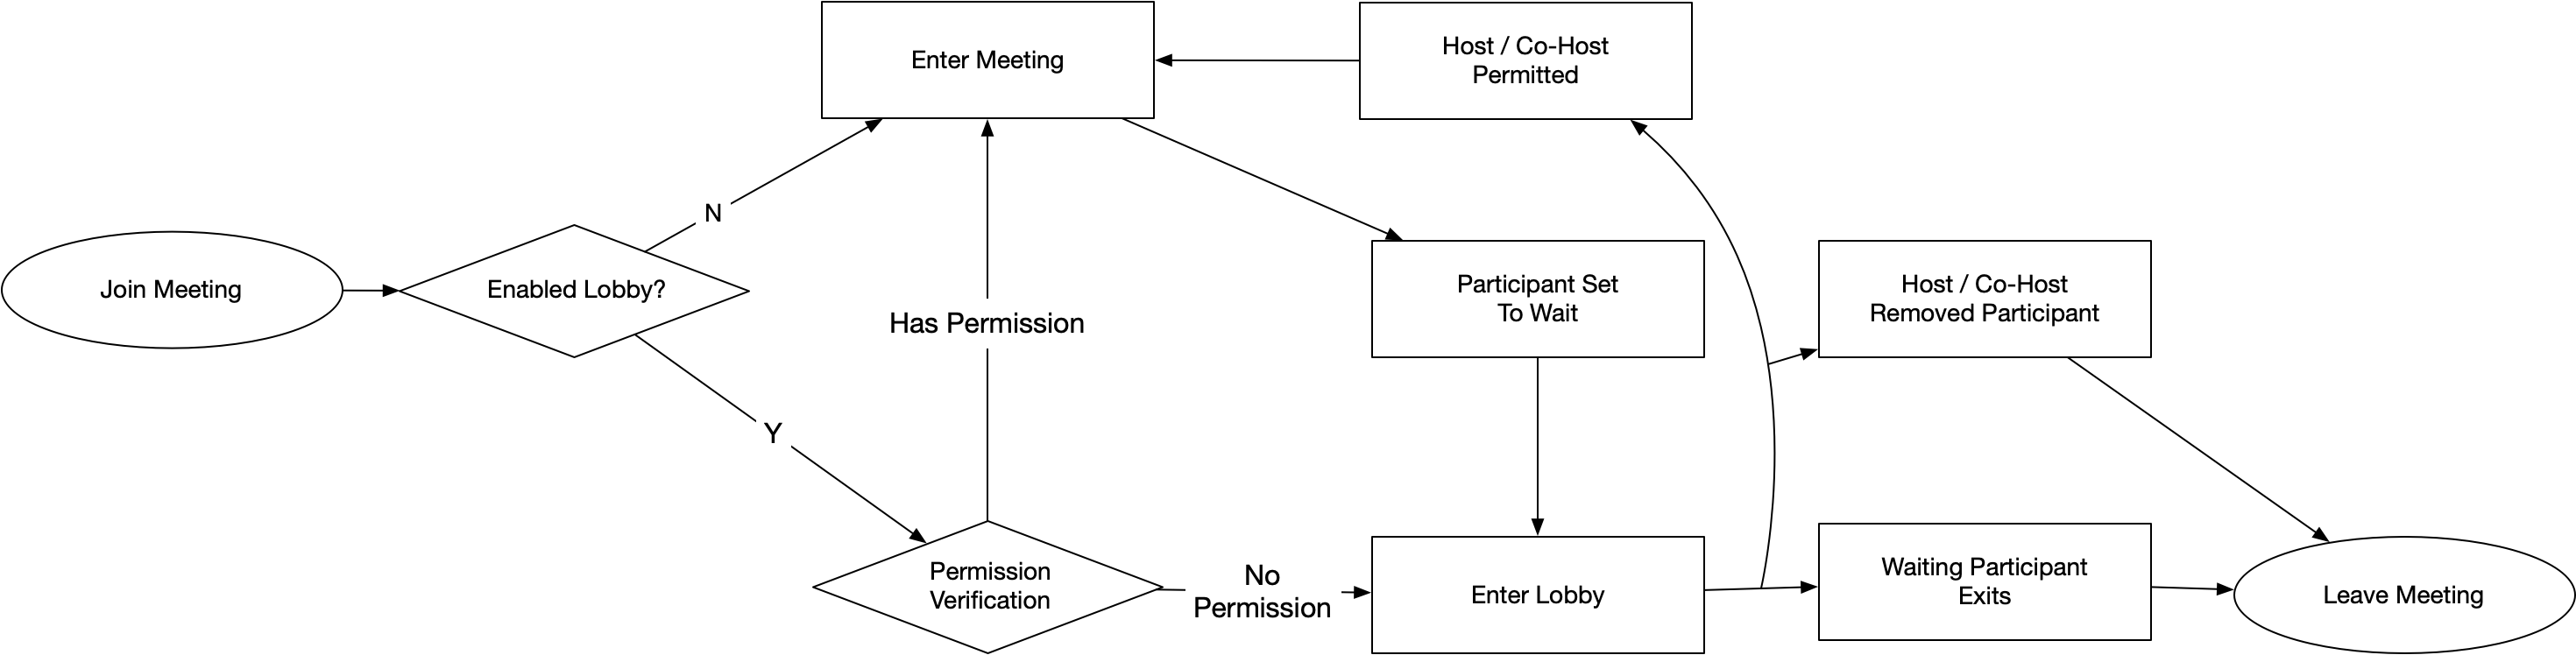 Enter Meeting
Host / Co-Host
Permitted
N
Join Meeting
Enabled Lobby?
Has Permission
Participant Set
To Wait
Host / Co-Host
Removed Participant
Y
Permission
Verification
No
Permission
Enter Lobby
Waiting Participant
Exits
Leave Meeting